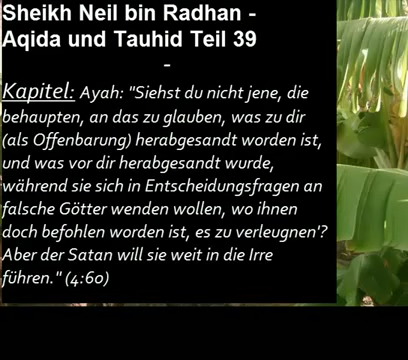 Sheikh Neil bin Radhan -
Aqida und Tauhid Teil 39
-
Kapitel: Ayah: "Siehst du nicht jene, die
behaupten, an das zu glauben, was zu dir
(als Offenbarung) herabgesandt worden ist,
und was vor dir herabgesandt wurde,
während sie sich in Entscheidungsfragen an
falsche Götter wenden wollen, wo ihnen
doch befohlen worden ist, es zu verleugnen'?
Aber der Satan will sie weit in die Irre
führen." (4:60)